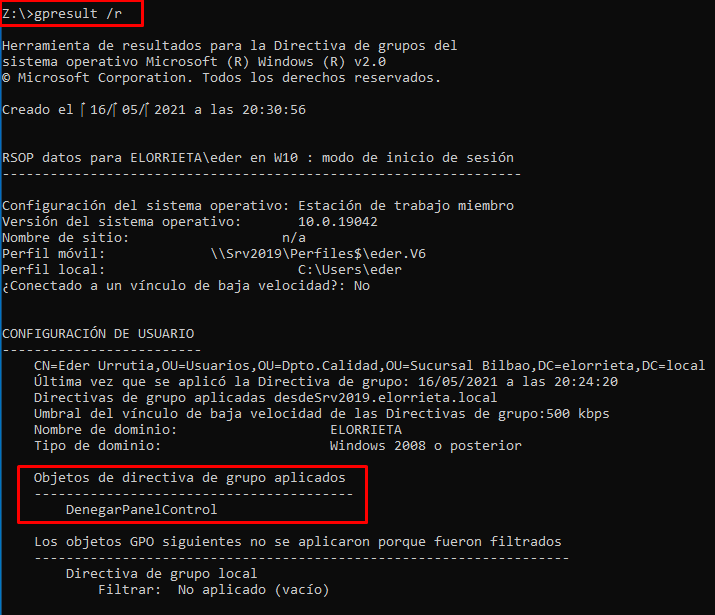 Z:\>gpresult /r
Herramienta de resultados para la Directiva de grupos del
sistema operativo Microsoft (R) Windows (R) v2.0
© Microsoft Corporation. Todos los derechos reservados.
Creado el 16/ 05/ 2021 a las 20:30:56
RSOP datos para ELORRIETA\eder en W10 : modo de inicio de sesión
-----------------------------------------------------------------
Configuración del sistema operativo: Estación de trabajo miembro
Versión del sistema operativo: 10.0.19042
Nombre de sitio: n/a
Perfil móvil: \\Srv2019\Perfiles$\eder.V6
Perfil local: C:\Users\eder
¿Conectado a un vínculo de baja velocidad?: No
CONFIGURACIÓN DE USUARIO
-------------------------
CN=Eder Urrutia,OU=Usuarios,OU=Dpto.Calidad,OU=Sucursal Bilbao,DC=elorrieta,DC=local
Última vez que se aplicó la Directiva de grupo: 16/05/2021 a las 20:24:20
Directivas de grupo aplicadas desdeSrv2019.elorrieta.local
Umbral del vínculo de baja velocidad de las Directivas de grupo:500 kbps
Nombre de dominio: ELORRIETA
Tipo de dominio: Windows 2008 o posterior
Objetos de directiva de grupo aplicados
----------------------------------------
DenegarPanelControl
Los objetos GPO siguientes no se aplicaron porque fueron filtrados
-------------------------------------------------------------------
Directiva de grupo local
Filtrar: No aplicado (vacío)